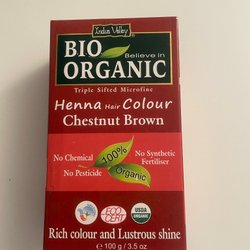 Indus Valley
BIO
Believe in
ORGANIC
Triple Sifted Microfine
Henna Hair Colour
Chestnut Brown
No Chemical
No Synthetic
Fertiliser
No Pesticide
100%
Organic
ECO
CERT
USDA
ORGANIC
Rich colour and Lustrous shine
e 100 g / 3.5 oz